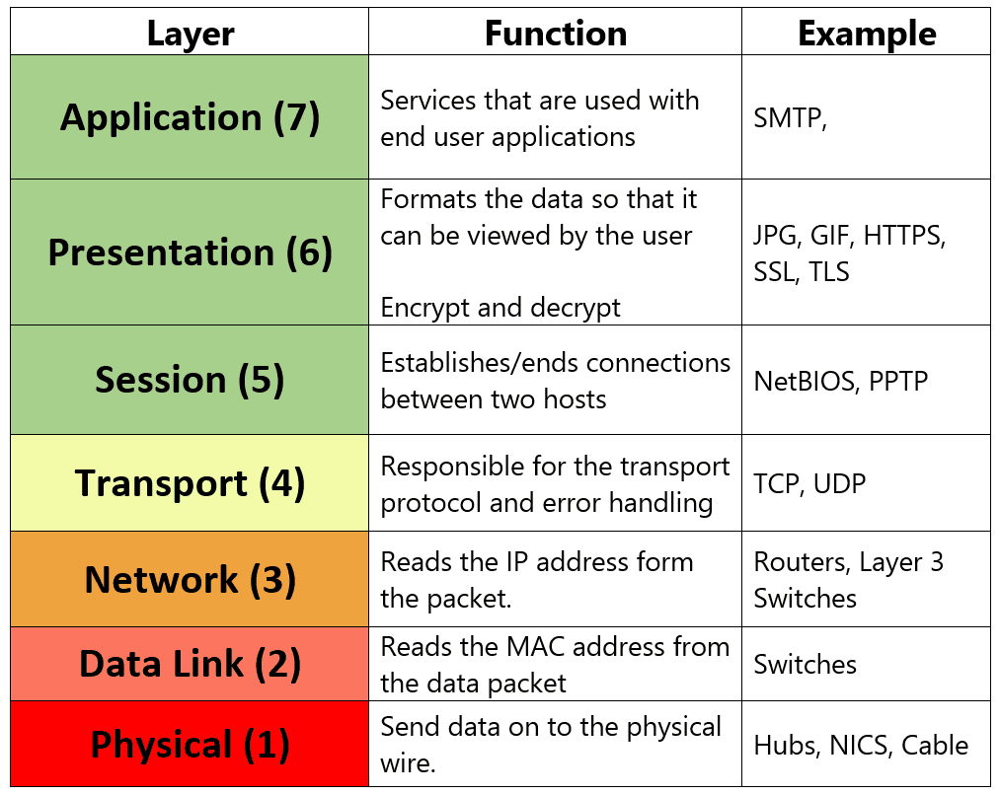 Layer Function Example
Application (7)
Services that are used with
end user applications
SMTP,
Presentation (6)
Formats the data so that it
can be viewed by the user
Encrypt and decrypt
JPG, GIF, HTTPS,
SSL, TLS
Session (5)
Establishes/ends connections
between two hosts
NetBIOS, PPTP
Transport (4)
Responsible for the transport
protocol and error handling
TCP, UDP
Network (3)
Reads the IP address form
the packet.
Routers, Layer 3
Switches
Data Link (2)
Reads the MAC address from
the data packet
Switches
Physical (1)
Send data on to the physical
wire.
Hubs, NICS, Cable